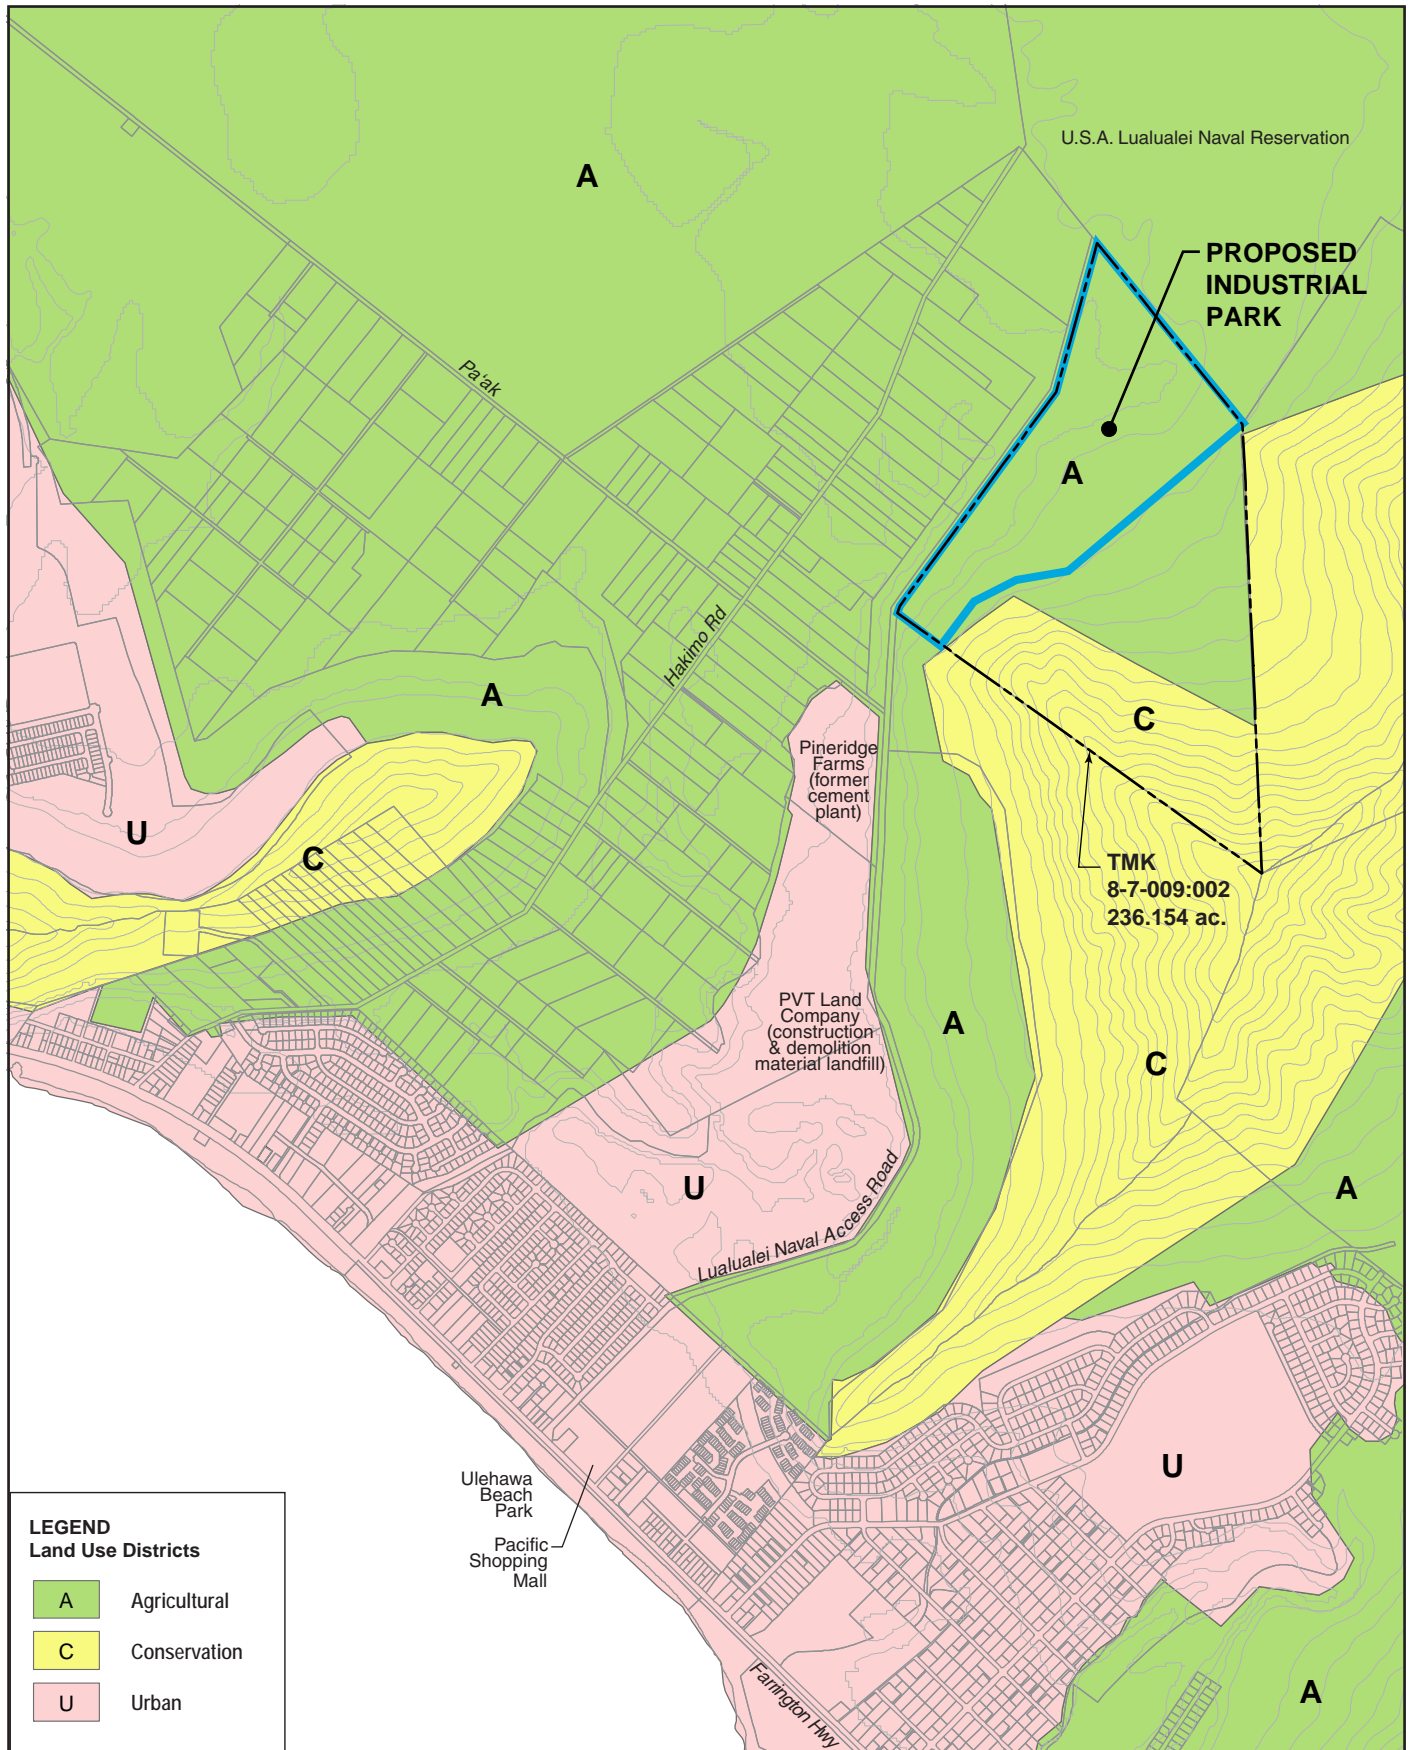 U.S.A. Lualualei Naval Reservation
A
PROPOSED
INDUSTRIAL
PARK
Pa'ak
A
Hakimo Rd
A
C
Pineridge
Farms
(former
cement
plant)
U
C
TMK
8-7-009:002
236.154 ac.
PVT Land
Company
(construction
& demolition
material landfill)
A
C
U
A
Lualualei Naval Access Road
U
Ulehawa
Beach
Park
Pacific
Shopping
Mall
Farrington Hwy
A
LEGEND
Land Use Districts
A Agricultural
C Conservation
U Urban